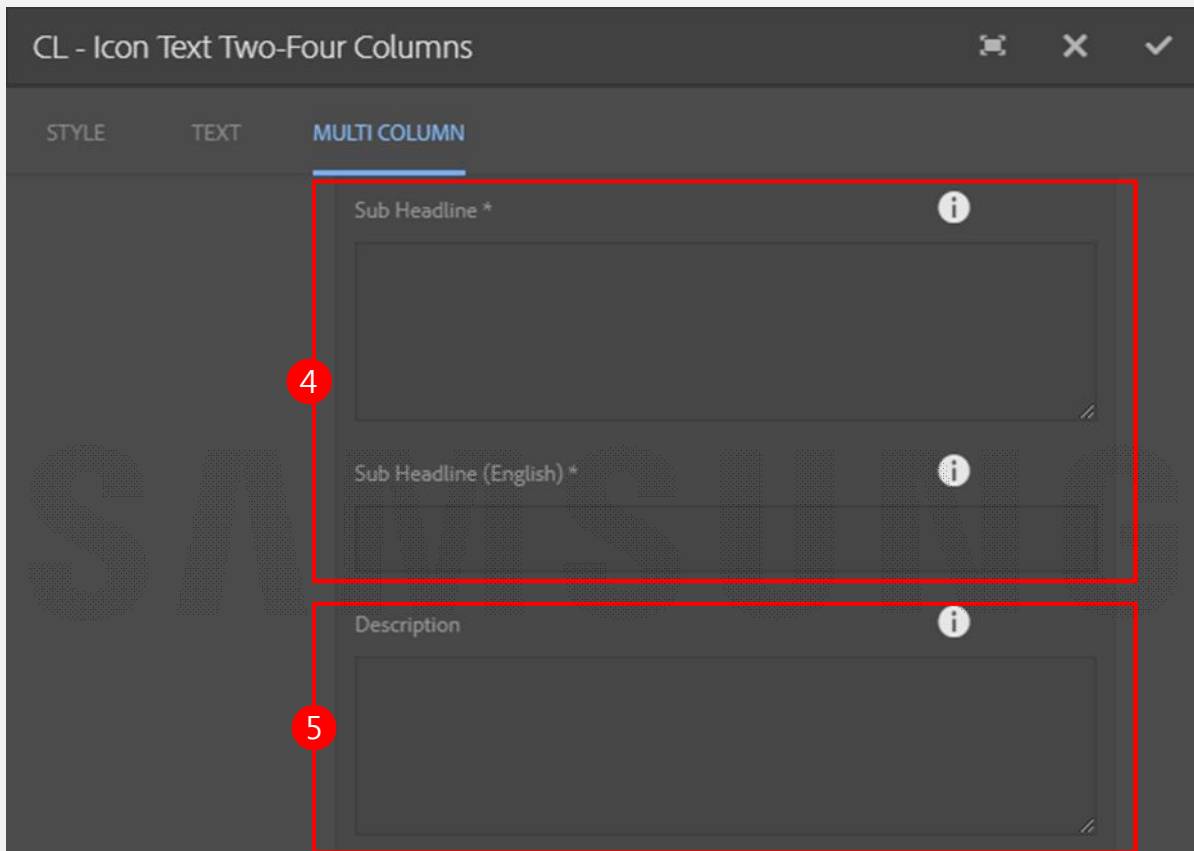 CL - Icon Text Two-Four Columns
STYLE TEXT MULTI COLUMN
Sub Headline *
4
Sub Headline (English) *
SAMSUNG
Description
5